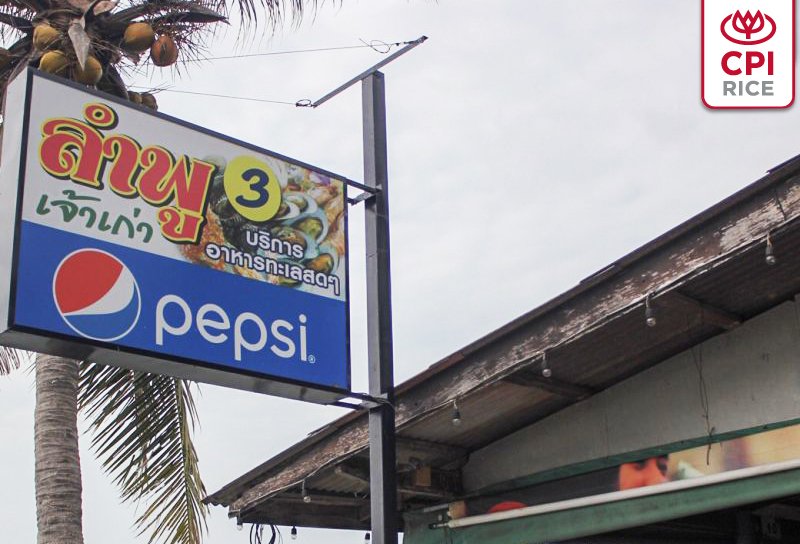 ลำพู 3
เจ้าเก่า
บริการ
อาหารทะเลสดๆ
pepsi
CPI
RICE